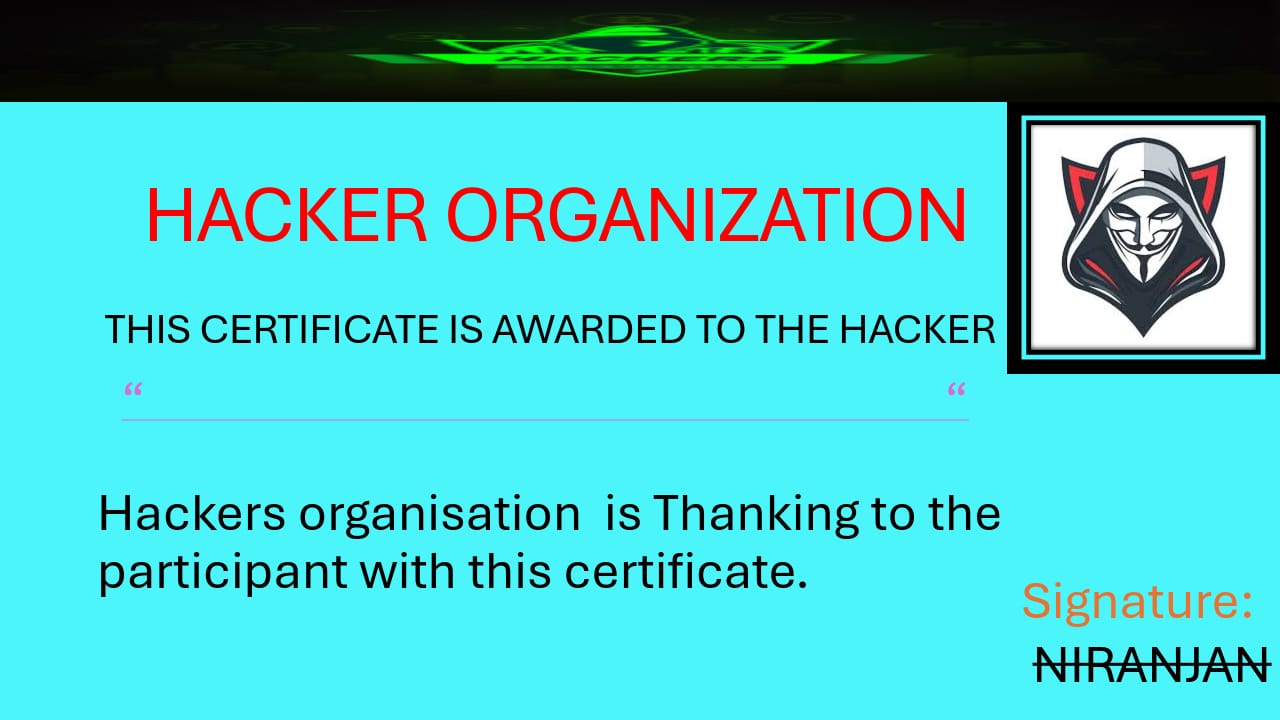 HACKERS
HACKER ORGANIZATION
THIS CERTIFICATE IS AWARDED TO THE HACKER
“ “
Hackers organisation is Thanking to the
participant with this certificate.
Signature:
NIRANJAN